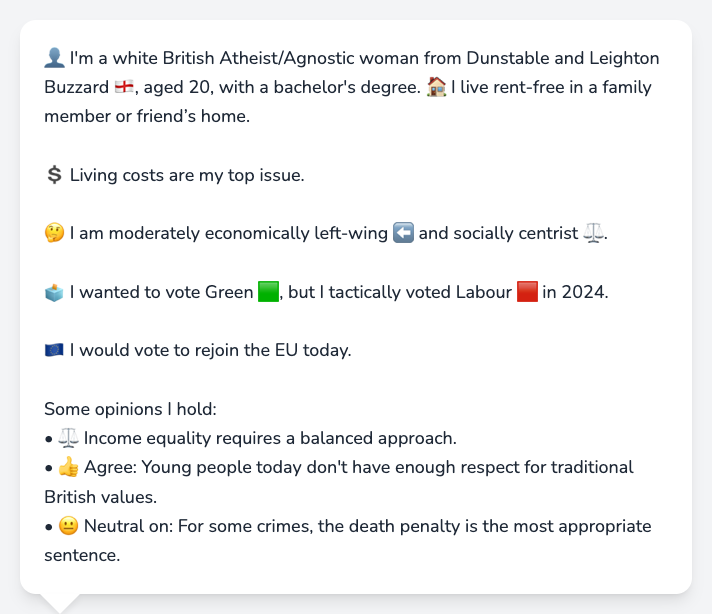 👤 I'm a white British Atheist/Agnostic woman from Dunstable and Leighton
Buzzard 🏴󠁧󠁢󠁥󠁮󠁧󠁿, aged 20, with a bachelor's degree. 🏠 I live rent-free in a family
member or friend’s home.
💲 Living costs are my top issue.
🤔 I am moderately economically left-wing ⬅️ and socially centrist ⚖️.
🗳️ I wanted to vote Green 🟩, but I tactically voted Labour 🟥 in 2024.
🇪🇺 I would vote to rejoin the EU today.
Some opinions I hold:
• ⚖️ Income equality requires a balanced approach.
• 👍 Agree: Young people today don't have enough respect for traditional
British values.
• 😐 Neutral on: For some crimes, the death penalty is the most appropriate
sentence.